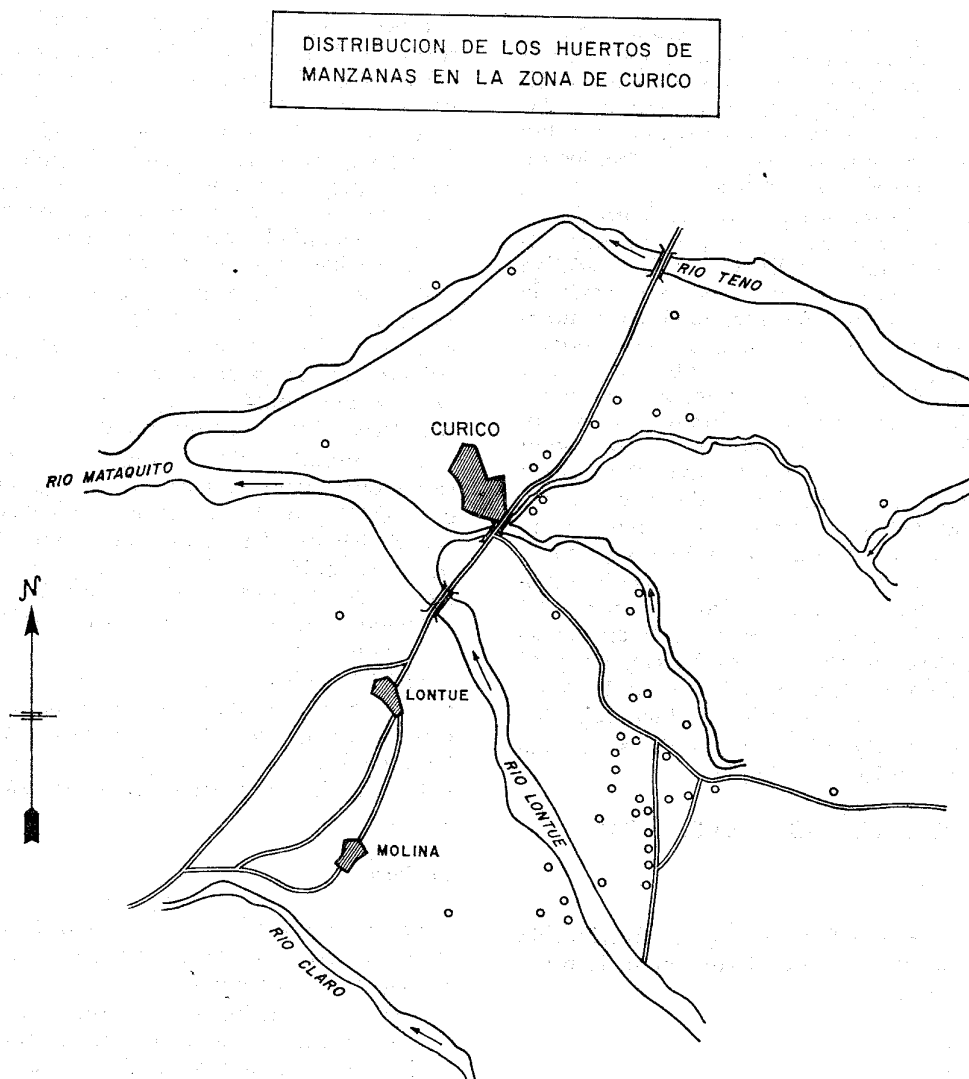 DISTRIBUCION DE LOS HUERTOS DE
MANZANAS EN LA ZONA DE CURICO
RIO TENO
CURICO
RIO MATAQUITO
N
LONTUE
RIO LONTUE
MOLINA
RIO CLARO